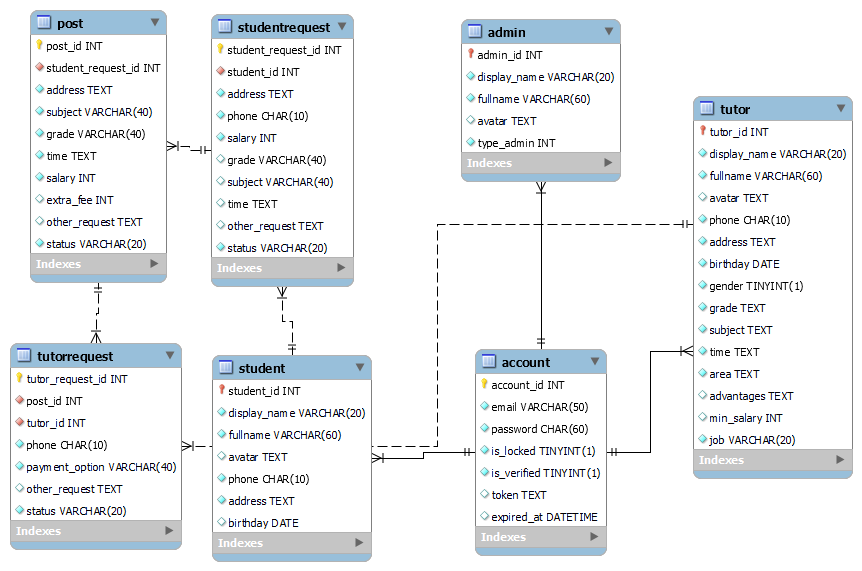 post
post_id INT
student_request_id INT
address TEXT
subject VARCHAR(40)
grade VARCHAR(40)
time TEXT
salary INT
extra_fee INT
other_request TEXT
status VARCHAR(20)
Indexes
studentrequest
student_request_id INT
student_id INT
address TEXT
phone CHAR(10)
salary INT
grade VARCHAR(40)
subject VARCHAR(40)
time TEXT
other_request TEXT
status VARCHAR(20)
Indexes
admin
admin_id INT
display_name VARCHAR(20)
fullname VARCHAR(60)
avatar TEXT
type_admin INT
Indexes
tutor
tutor_id INT
display_name VARCHAR(20)
fullname VARCHAR(60)
avatar TEXT
phone CHAR(10)
address TEXT
birthday DATE
gender TINYINT(1)
grade TEXT
subject TEXT
time TEXT
area TEXT
advantages TEXT
min_salary INT
job VARCHAR(20)
Indexes
tutorrequest
tutor_request_id INT
post_id INT
tutor_id INT
phone CHAR(10)
payment_option VARCHAR(40)
other_request TEXT
status VARCHAR(20)
Indexes
student
student_id INT
display_name VARCHAR(20)
fullname VARCHAR(60)
avatar TEXT
phone CHAR(10)
address TEXT
birthday DATE
Indexes
account
account_id INT
email VARCHAR(50)
password CHAR(60)
is_locked TINYINT(1)
is_verified TINYINT(1)
token TEXT
expired_at DATETIME
Indexes